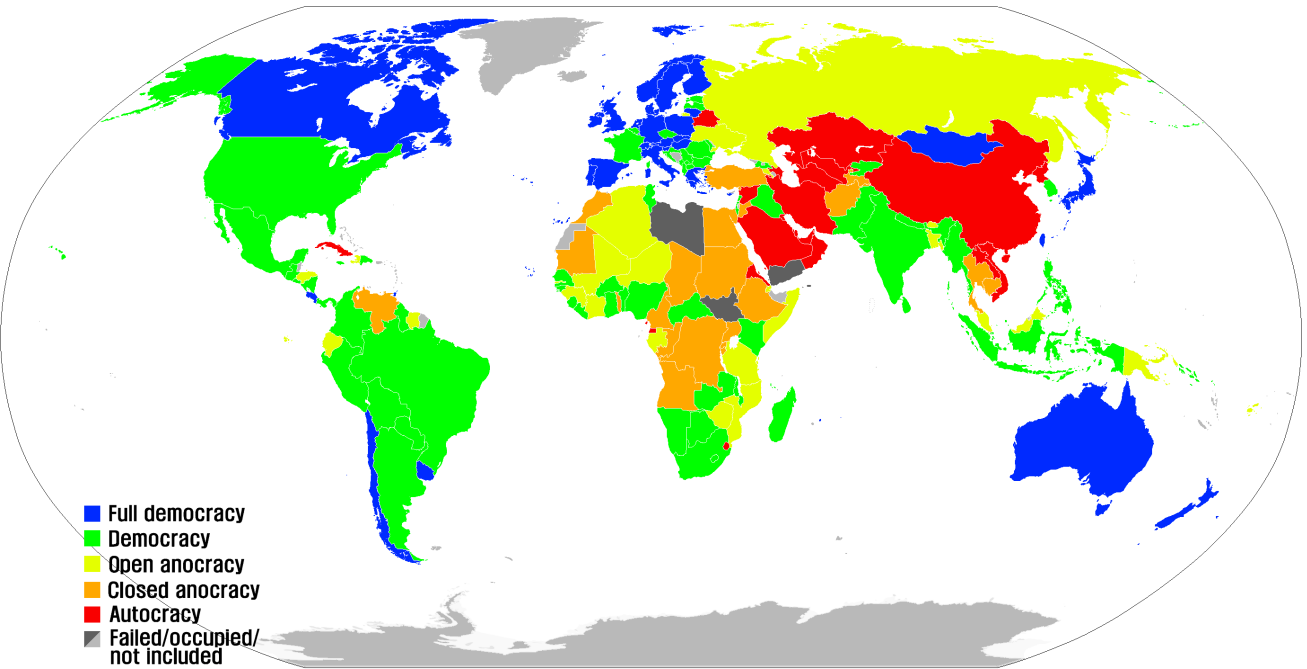 Full democracy
Democracy
Open anocracy
Closed anocracy
Autocracy
Failed/occupied/
not included